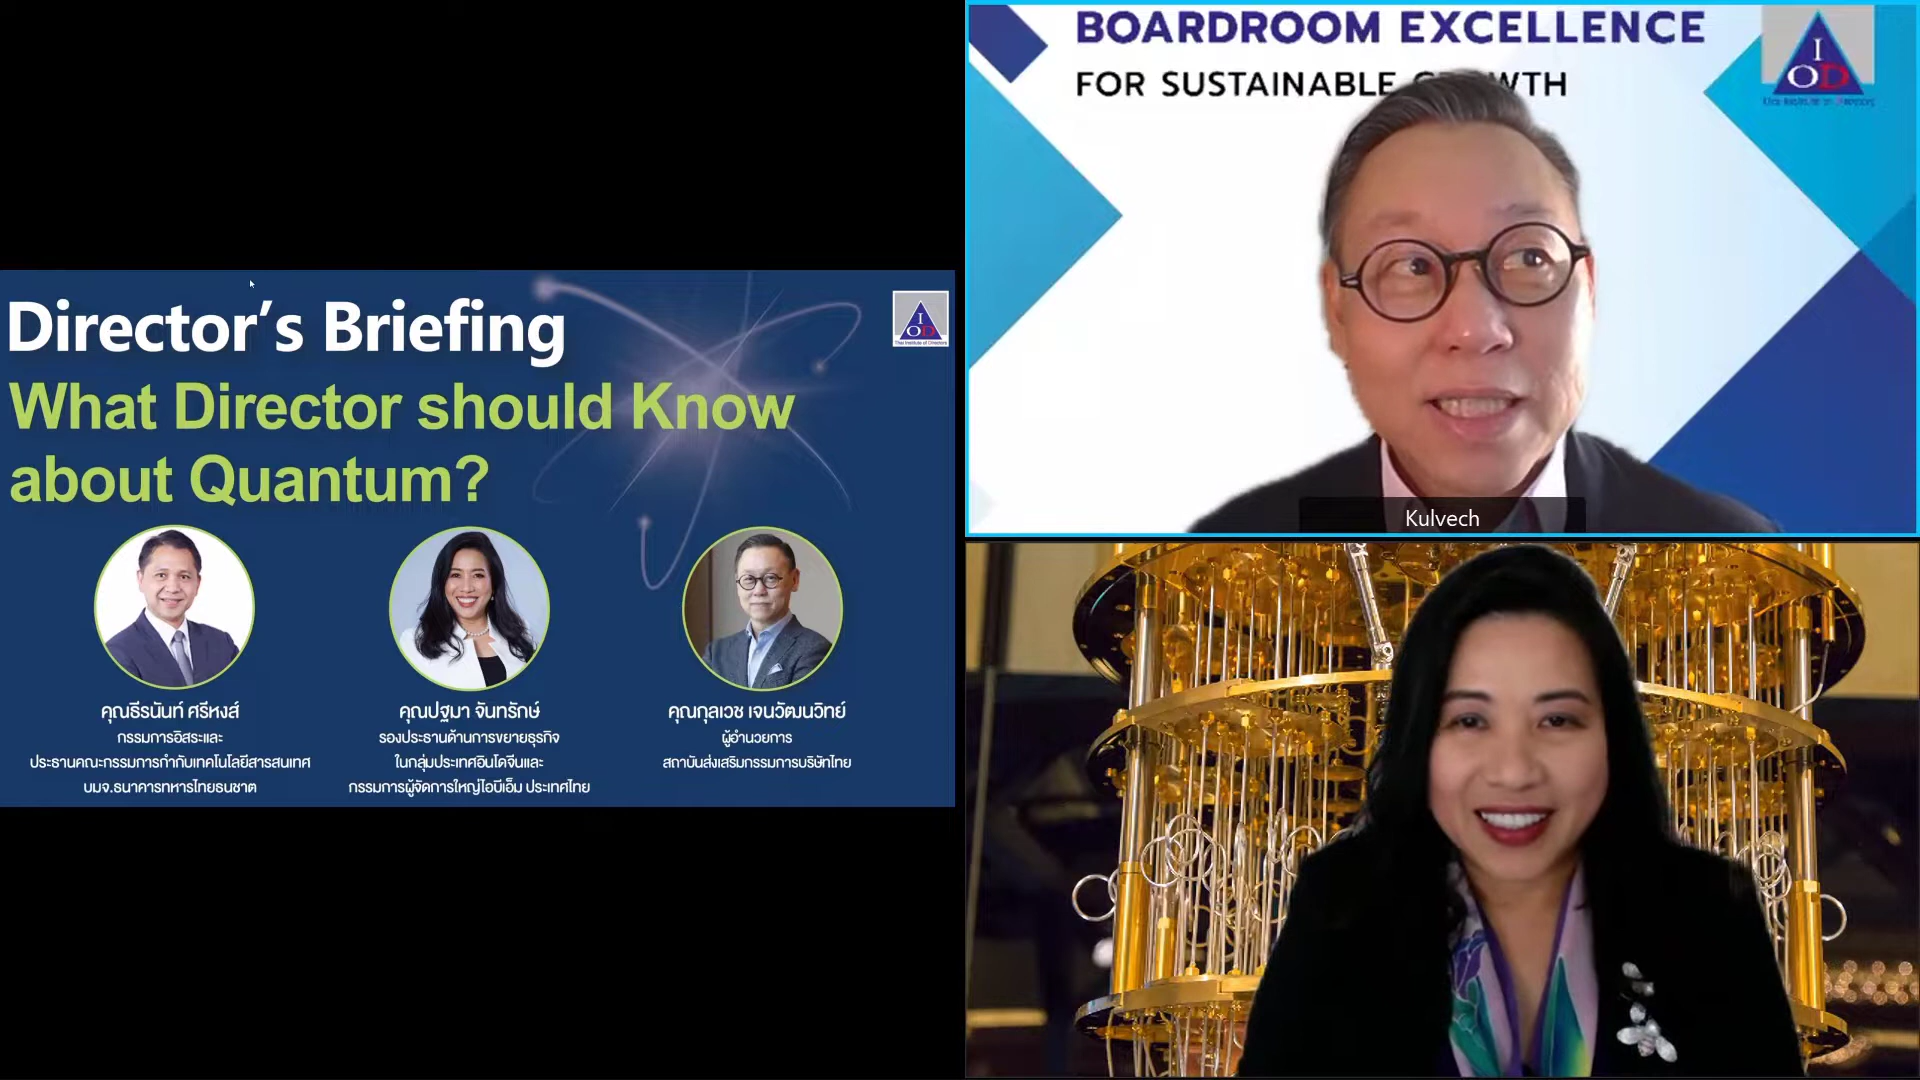 Director's Briefing
What Director should Know
about Quantum?
IOD
Thai Institute of Directors
คุณธีรนันท์ ศรีหงส์
กรรมการอิสระและ
ประธานคณะกรรมการกำกับเทคโนโลยีสารสนเทศ
บมจ.ธนาคารทหารไทยธนชาต
คุณปฐมา จันทรักษ์
รองประธานด้านการขยายธุรกิจ
ในกลุ่มประเทศอินโดจีนและ
กรรมการผู้จัดการใหญ่ไอบีเอ็ม ประเทศไทย
คุณกุลเวช เจนวัฒนวิทย์
ผู้อำนวยการ
สถาบันส่งเสริมกรรมการบริษัทไทย
BOARDROOM EXCELLENCE
FOR SUSTAINABLE GROWTH
IOD
Thai Institute of Directors
Kulvech